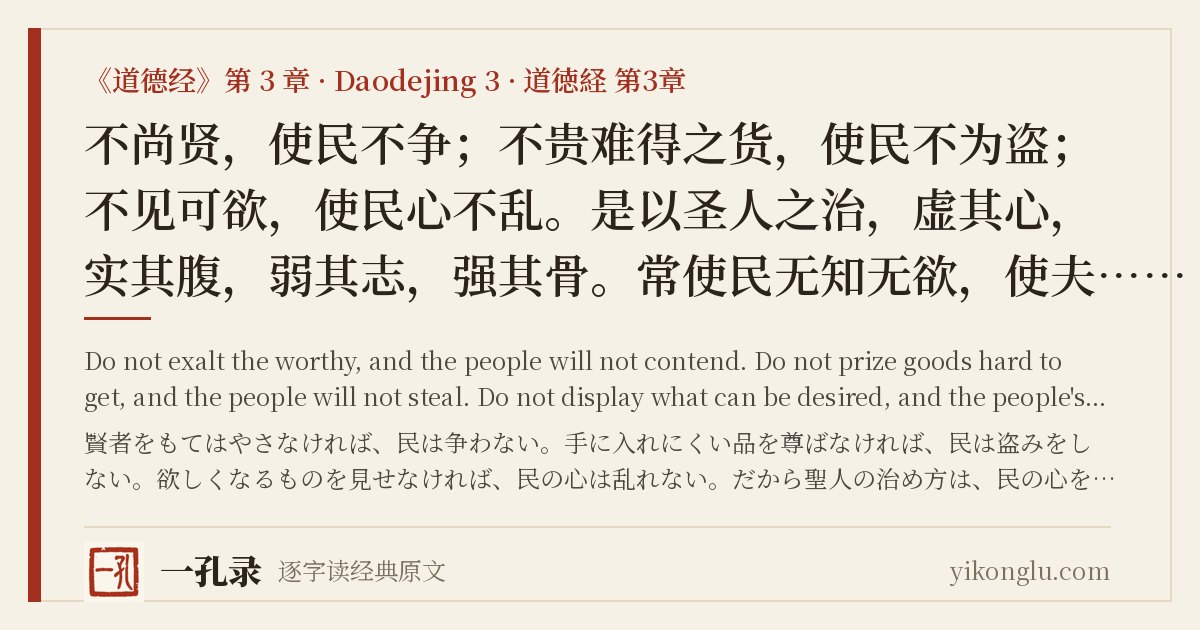 《道德经》第 3 章 · Daodejing 3 · 道徳経 第3章
不尚贤，使民不争；不贵难得之货，使民不为盗；
不见可欲，使民心不乱。是以圣人之治，虚其心，
实其腹，弱其志，强其骨。常使民无知无欲，使夫……
Do not exalt the worthy, and the people will not contend. Do not prize goods hard to
get, and the people will not steal. Do not display what can be desired, and the people's...
賢者をもてはやさなければ、民は争わない。手に入れにくい品を尊ばなければ、民は盗みをし
ない。欲しくなるものを見せなければ、民の心は乱れない。だから聖人の治め方は、民の心を…
一孔
一孔录
逐字读经典原文
yikonglu.com